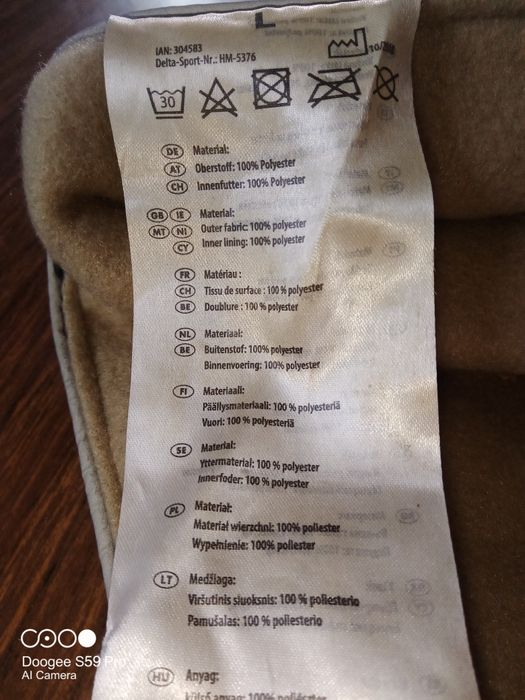 L
IAN: 304583
Delta-Sport-Nr.: HM-5376
30
DE Material:
AT Oberstoff: 100% Polyester
CH Innenfutter: 100% Polyester
GB IE Material:
MT NI Outer fabric: 100% polyester
CY Inner lining: 100% polyester
FR Matériau :
CH Tissu de surface : 100 % polyester
BE Doublure : 100 % polyester
NL Materiaal:
BE Buitenstof: 100% polyester
Binnenvoering: 100% polyester
FI Materiaali:
Päällysmateriaali: 100 % polyesteriä
Vuori: 100 % polyesteriä
SE Material:
Yttermaterial: 100 % polyester
Innerfoder: 100 % polyester
PL Materiał:
Materiał wierzchni: 100% poliester
Wypełnienie: 100% poliester
LT Medžiaga:
Viršutinis sluoksnis: 100 % poliesterio
Pamušalas: 100 % poliesterio
HU Anyag:
külső anyag: 100% poliészter
Doogee S59 Pro
AI Camera